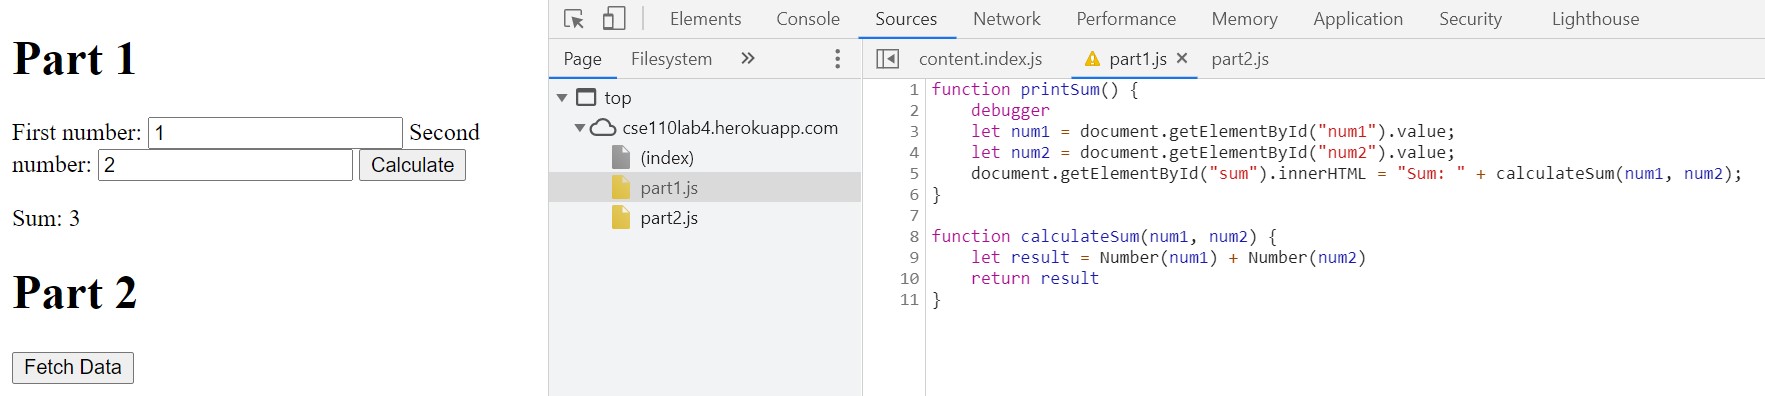 Part 1
First number: 1 Second
number: 2 Calculate
Sum: 3
Part 2
Fetch Data
Elements Console Sources Network Performance Memory Application Security Lighthouse
Page Filesystem »
top
cse110lab4.herokuapp.com
(index)
part1.js
part2.js
content.index.js part1.js × part2.js
1 function printSum() {
2     debugger
3     let num1 = document.getElementById("num1").value;
4     let num2 = document.getElementById("num2").value;
5     document.getElementById("sum").innerHTML = "Sum: " + calculateSum(num1, num2);
6 }
7
8 function calculateSum(num1, num2) {
9     let result = Number(num1) + Number(num2)
10     return result
11 }